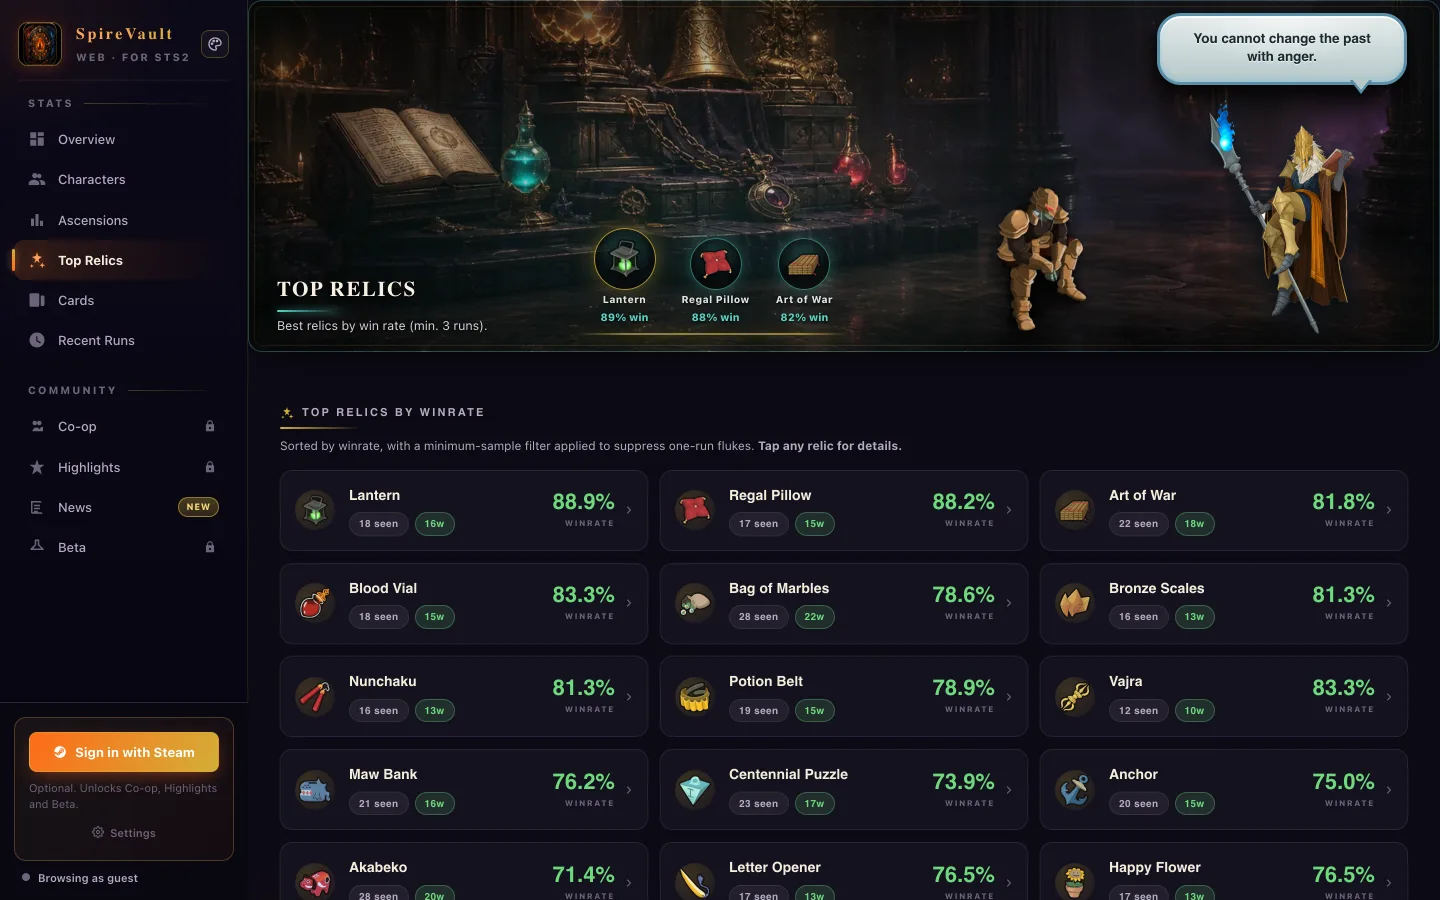 SpireVault
WEB · FOR STS2
STATS
Overview
Characters
Ascensions
Top Relics
Cards
Recent Runs
COMMUNITY
Co-op
Highlights
News
NEW
Beta
Sign in with Steam
Optional. Unlocks Co-op, Highlights
and Beta.
Settings
Browsing as guest
You cannot change the past
with anger.
TOP RELICS
Best relics by win rate (min. 3 runs).
Lantern
89% win
Regal Pillow
88% win
Art of War
82% win
TOP RELICS BY WINRATE
Sorted by winrate, with a minimum-sample filter applied to suppress one-run flukes. Tap any relic for details.
Lantern
18 seen
16w
88.9%
WINRATE
Regal Pillow
17 seen
15w
88.2%
WINRATE
Art of War
22 seen
18w
81.8%
WINRATE
Blood Vial
18 seen
15w
83.3%
WINRATE
Bag of Marbles
28 seen
22w
78.6%
WINRATE
Bronze Scales
16 seen
13w
81.3%
WINRATE
Nunchaku
16 seen
13w
81.3%
WINRATE
Potion Belt
19 seen
15w
78.9%
WINRATE
Vajra
12 seen
10w
83.3%
WINRATE
Maw Bank
21 seen
16w
76.2%
WINRATE
Centennial Puzzle
23 seen
17w
73.9%
WINRATE
Anchor
20 seen
15w
75.0%
WINRATE
Akabeko
28 seen
20w
71.4%
WINRATE
Letter Opener
17 seen
13w
76.5%
WINRATE
Happy Flower
17 seen
13w
76.5%
WINRATE